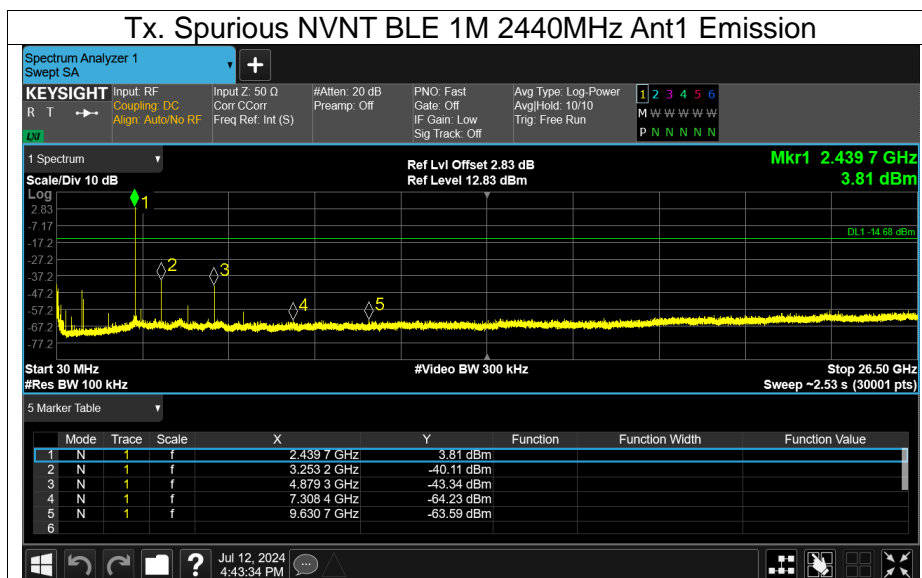 Tx. Spurious NVNT BLE 1M 2440MHz Ant1 Emission
Spectrum Analyzer 1
Swept SA
+
KEYSIGHT Input: RF Input Z: 50 Ω #Atten: 20 dB PNO: Fast Avg Type: Log-Power 1 2 3 4 5 6
R T Coupling: DC Corr CCorr Preamp: Off Gate: Off Avg|Hold: 10/10 M W W W W W
Align: Auto/No RF Freq Ref: Int (S) IF Gain: Low Trig: Free Run
LXI Sig Track: Off P N N N N N
1 Spectrum Ref Lvl Offset 2.83 dB Mkr1 2.439 7 GHz
Scale/Div 10 dB Ref Level 12.83 dBm 3.81 dBm
Log
1
2.83
-7.17
DL1 -14.68 dBm
-17.2
-27.2
2 3
-37.2
-47.2
4 5
-57.2
-67.2
-77.2
Start 30 MHz #Video BW 300 kHz Stop 26.50 GHz
#Res BW 100 kHz Sweep ~2.53 s (30001 pts)
5 Marker Table
Mode Trace Scale X Y Function Function Width Function Value
1 N 1 f 2.439 7 GHz 3.81 dBm
2 N 1 f 3.253 2 GHz -40.11 dBm
3 N 1 f 4.879 3 GHz -43.34 dBm
4 N 1 f 7.308 4 GHz -64.23 dBm
5 N 1 f 9.630 7 GHz -63.59 dBm
6
? Jul 12, 2024
4:43:34 PM